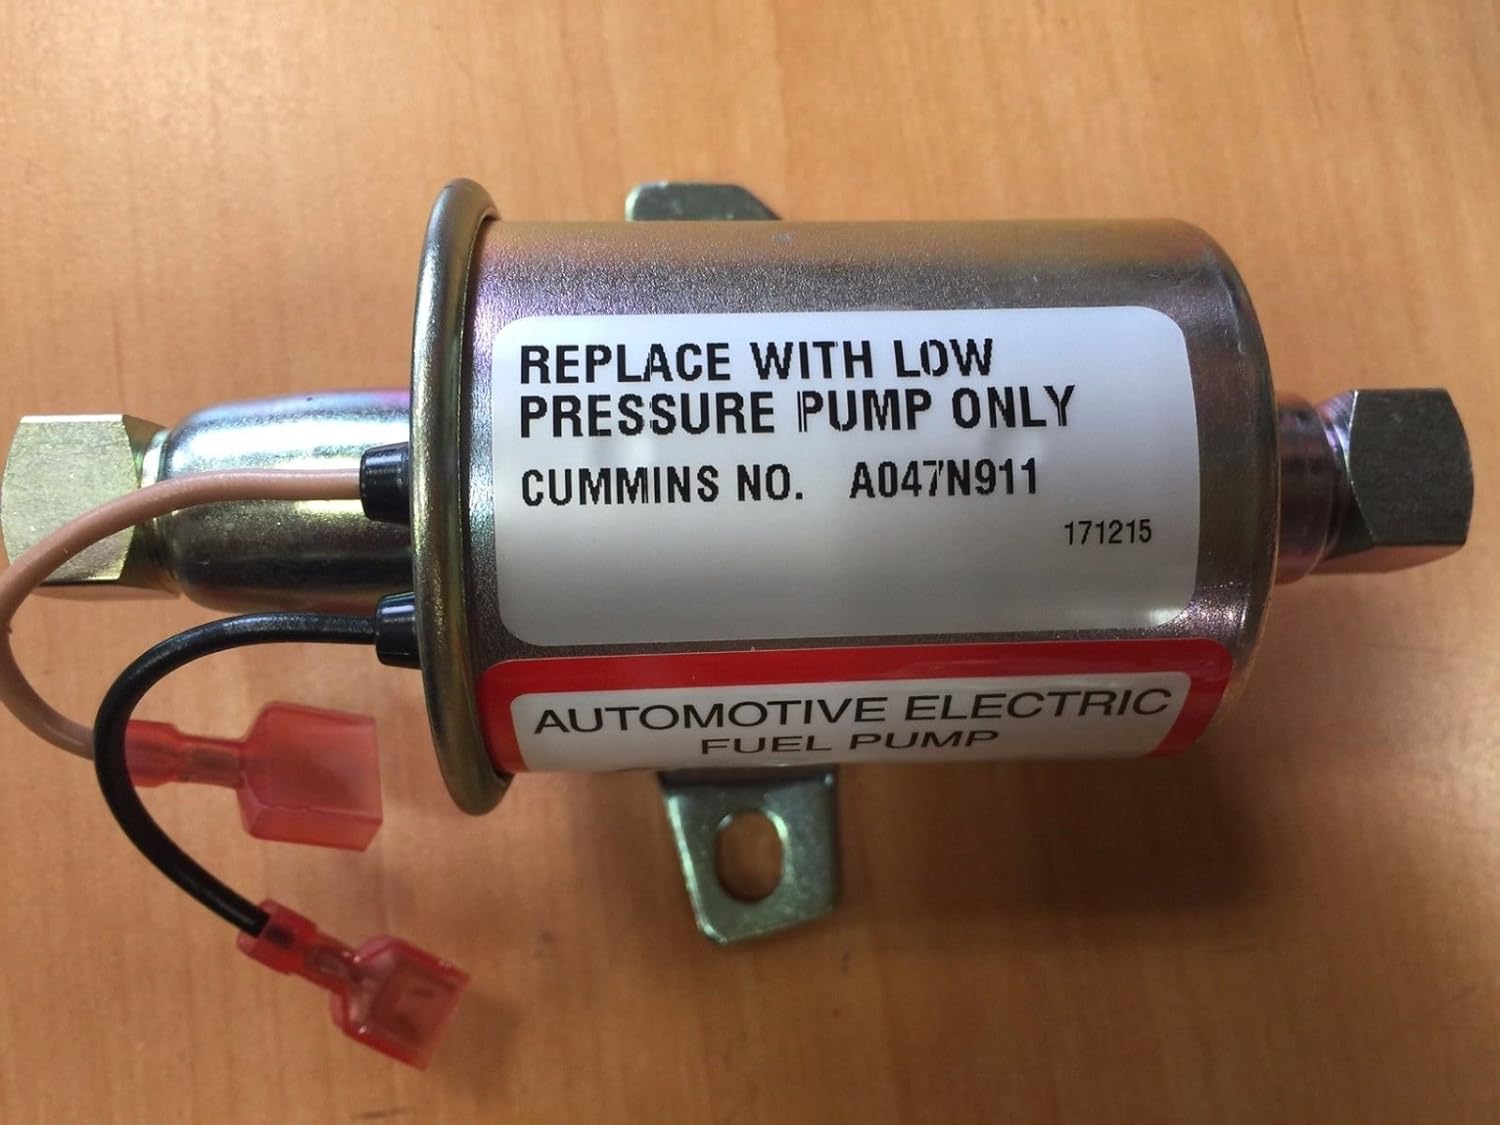 REPLACE WITH LOW
PRESSURE PUMP ONLY
CUMMINS NO. A047N911
171215
AUTOMOTIVE ELECTRIC
FUEL PUMP